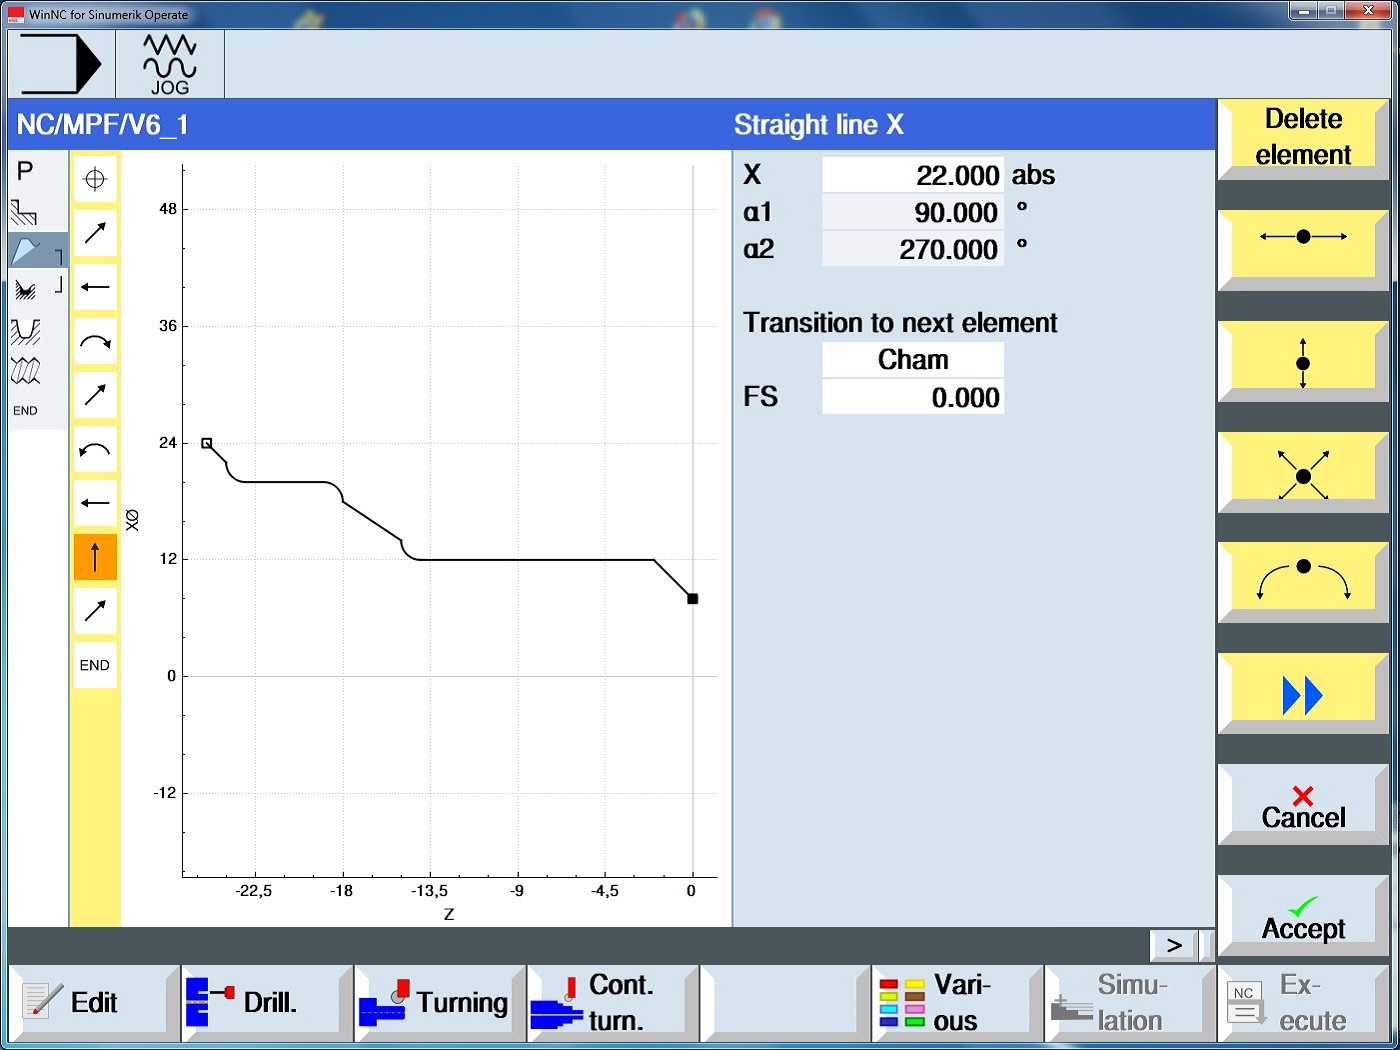 WinNC for Sinumerik Operate
JOG
NC/MPF/V6_1
Straight line X
Delete
element
P
END
END
48
36
24
12
0
-12
XØ
-22,5
-18
-13,5
-9
-4,5
0
Z
X 22.000 abs
α1 90.000 °
α2 270.000 °
Transition to next element
Cham
FS 0.000
Cancel
Accept
>
Edit
Drill.
Turning
Cont.
turn.
Vari-
ous
Simu-
lation
NC
Ex-
ecute